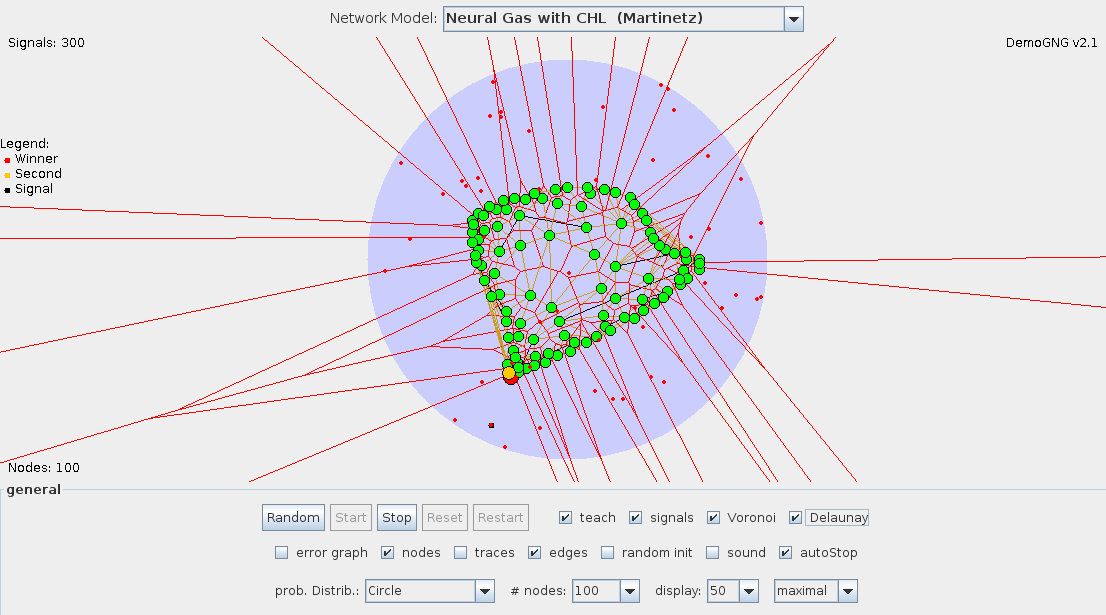 Network Model: Neural Gas with CHL (Martinetz)
Signals: 300
DemoGNG v2.1
Legend:
Winner
Second
Signal
Nodes: 100
general
Random Start Stop Reset Restart teach signals Voronoi Delaunay
error graph nodes traces edges random init sound autoStop
prob. Distrib.: Circle # nodes: 100 display: 50 maximal